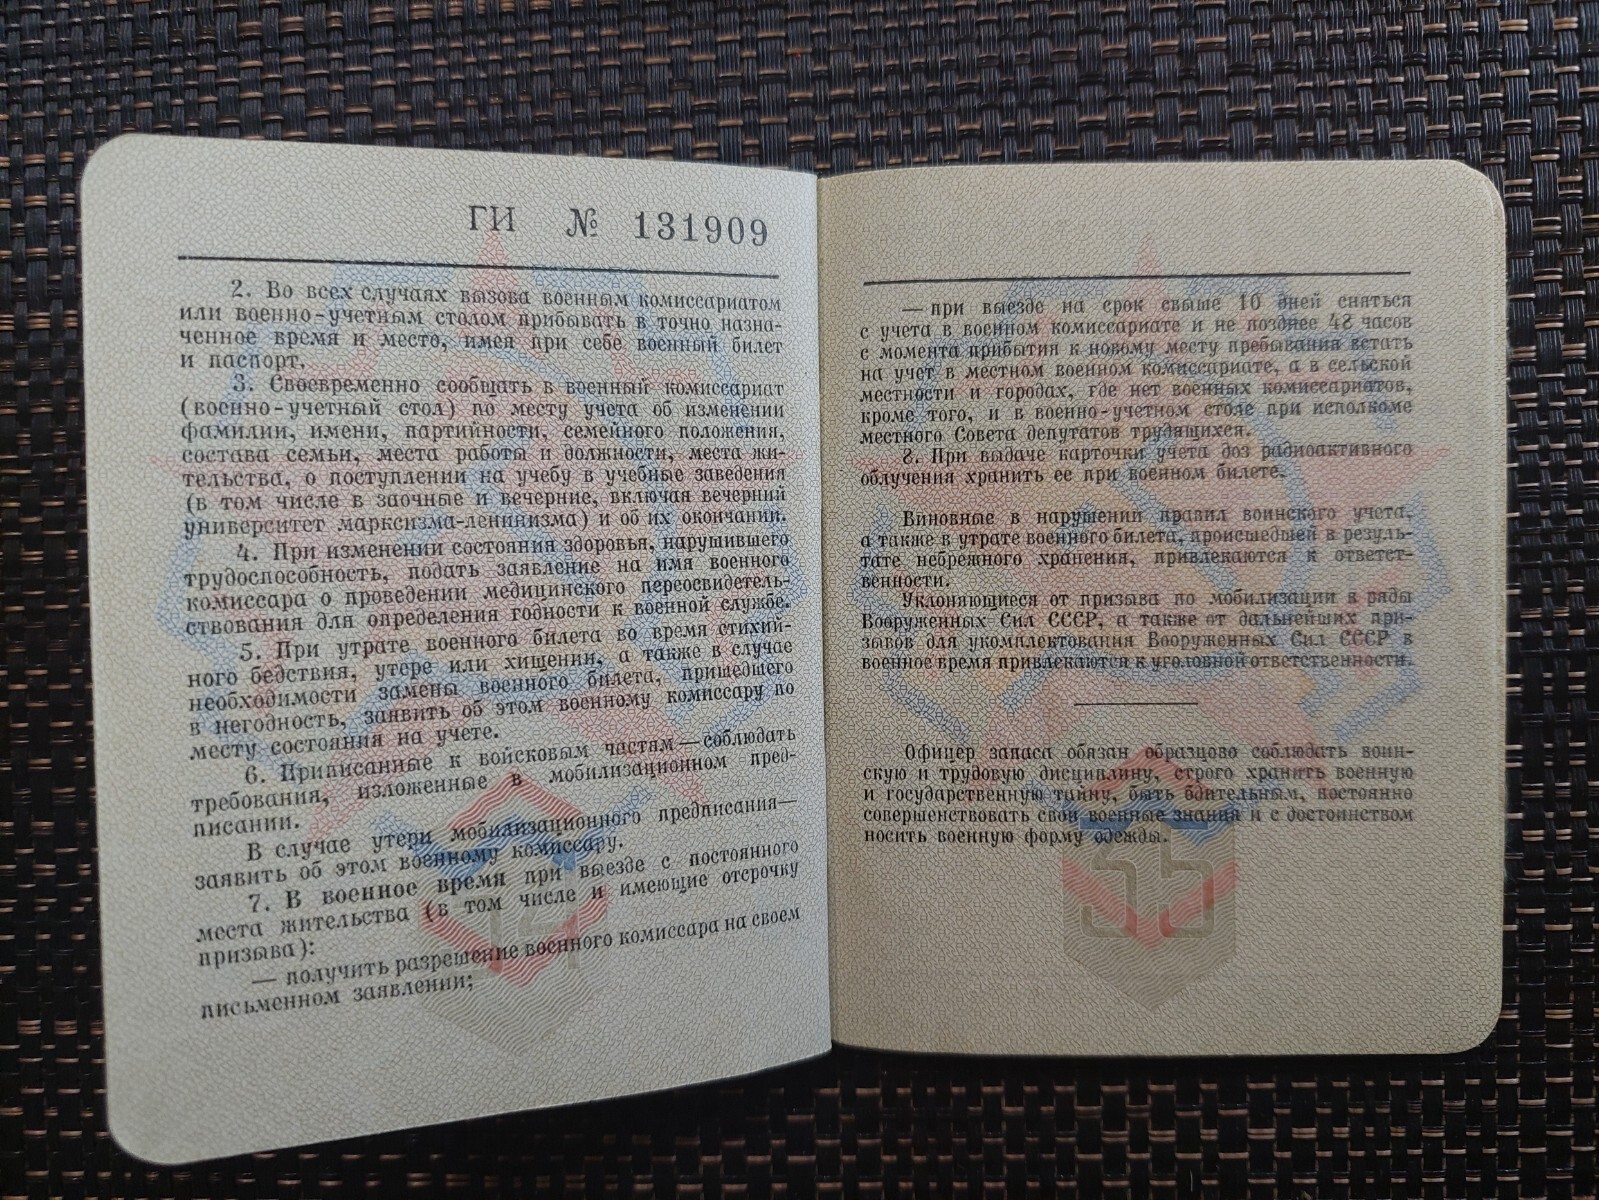 ГИ № 131909
2. Во всех случаях вызова военным комиссариатом
или военно-учетным столом прибывать в точно назна-
ченное время и место, имея при себе военный билет
и паспорт.
3. Своевременно сообщать в военный комиссариат
(военно-учетный стол) по месту учета об изменении
фамилии, имени, партийности, семейного положения,
состава семьи, места работы и должности, места жи-
тельства, о поступлении на учебу в учебные заведения
(в том числе в заочные и вечерние, включая вечерний
университет марксизма-ленинизма) и об их окончании.
4. При изменении состояния здоровья, нарушившего
трудоспособность, подать заявление на имя военного
комиссара о проведении медицинского переосвидетель-
ствования для определения годности к военной службе.
5. При утрате военного билета во время стихий-
ного бедствия, утере или хищении, а также в случае
необходимости замены военного билета, пришедшего
в негодность, заявить об этом военному комиссару по
месту состояния на учете.
6. Приписанные к войсковым частям — соблюдать
требования, изложенные в мобилизационном пред-
писании.
В случае утери мобилизационного предписания —
заявить об этом военному комиссару.
7. В военное время при выезде с постоянного
места жительства (в том числе и имеющие отсрочку
призыва):
— получить разрешение военного комиссара на своем
письменном заявлении;
14
— при выезде на срок свыше 10 дней сняться
с учета в военном комиссариате и не позднее 48 часов
с момента прибытия к новому месту пребывания встать
на учет в местном военном комиссариате, а в сельской
местности и городах, где нет военных комиссариатов,
кроме того, и в военно-учетном столе при исполкоме
местного Совета депутатов трудящихся.
8. При выдаче карточки учета доз радиоактивного
облучения хранить ее при военном билете.
Виновные в нарушении правил воинского учета,
а также в утрате военного билета, происшедшей в резуль-
тате небрежного хранения, привлекаются к ответст-
венности.
Уклоняющиеся от призыва по мобилизации в ряды
Вооруженных Сил СССР, а также от дальнейших при-
зывов для укомплектования Вооруженных Сил СССР в
военное время привлекаются к уголовной ответственности.
Офицер запаса обязан образцово соблюдать воин-
скую и трудовую дисциплину, строго хранить военную
и государственную тайну, быть бдительным, постоянно
совершенствовать свои военные знания и с достоинством
носить военную форму одежды.
35